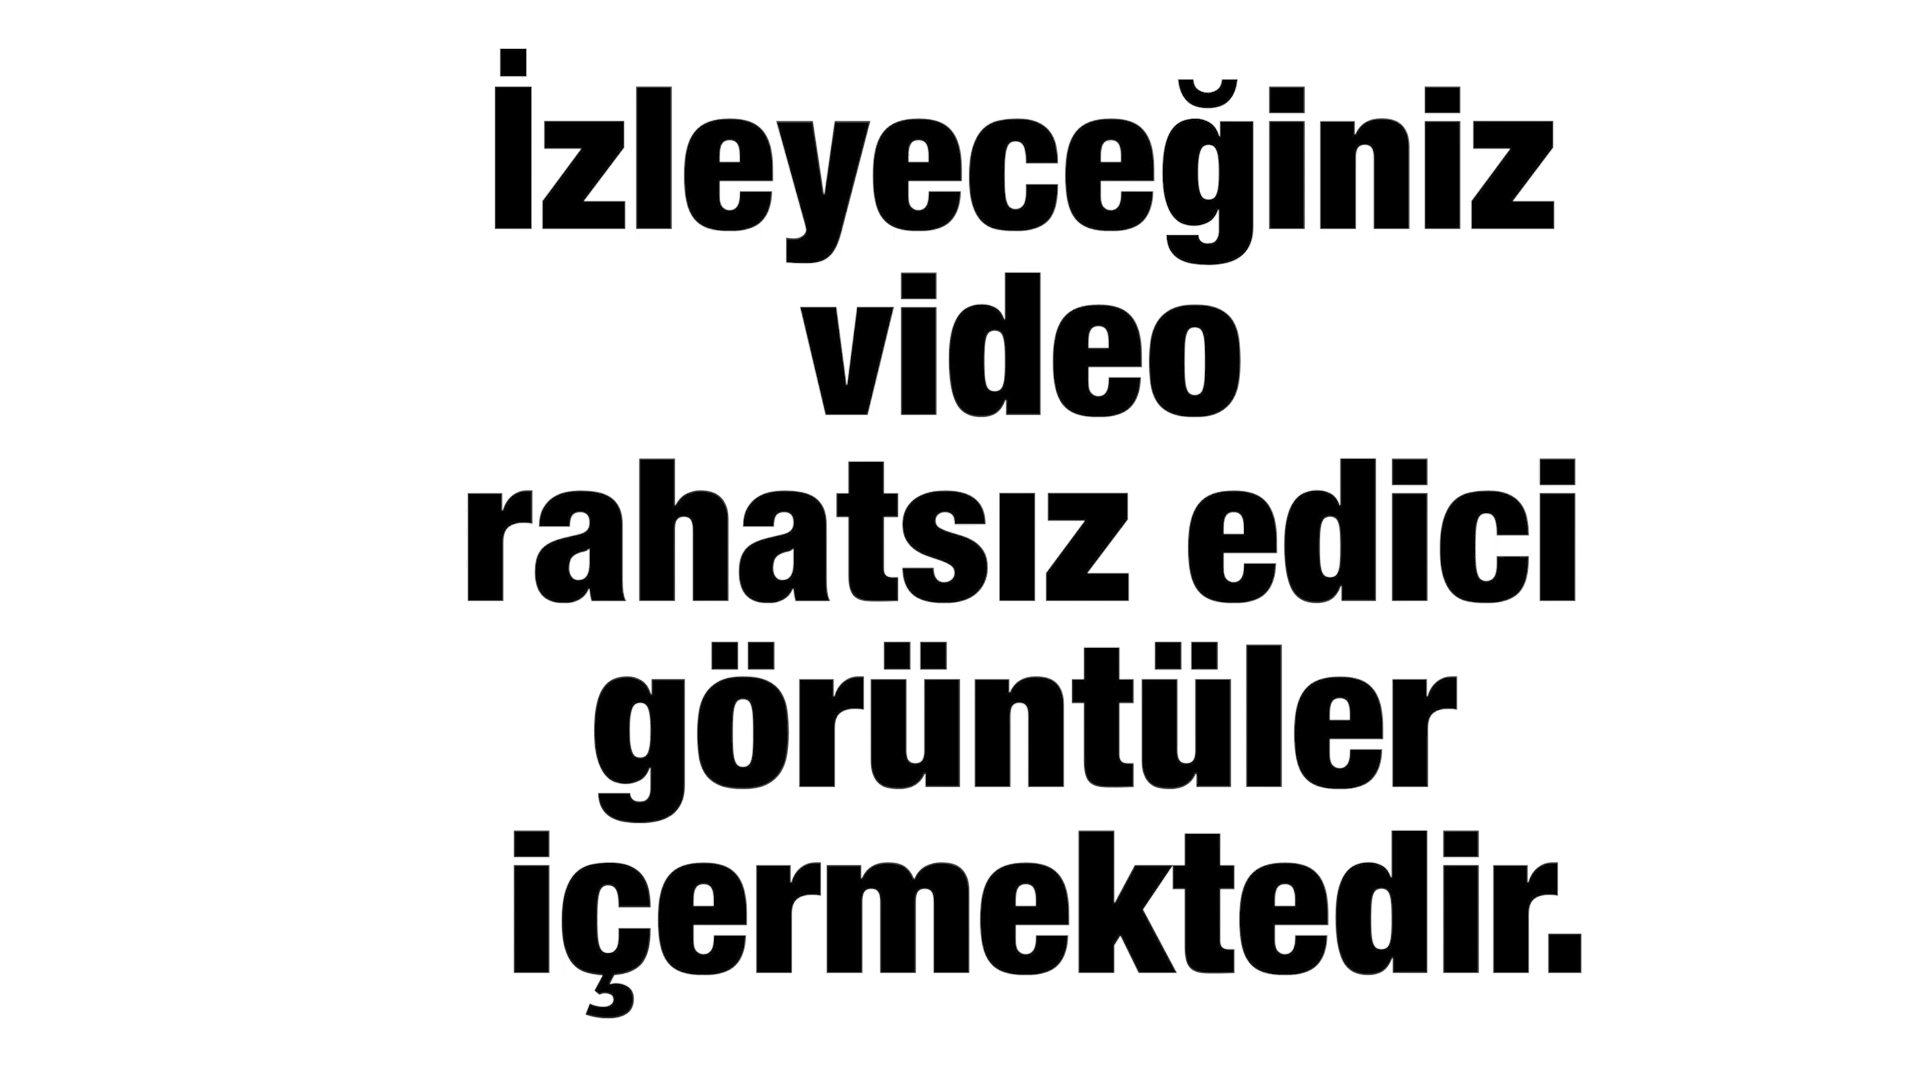 İzleyeceğiniz
video
rahatsız edici
görüntüler
içermektedir.